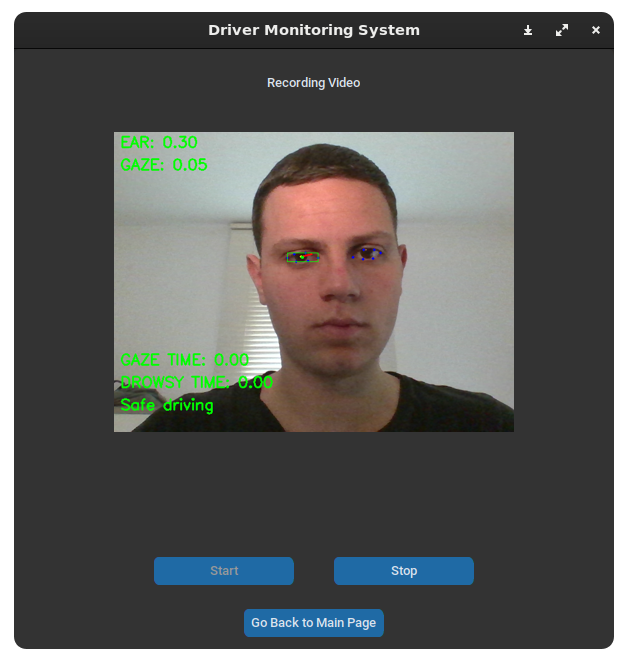 Driver Monitoring System
Recording Video
EAR: 0.30
GAZE: 0.05
GAZE TIME: 0.00
DROWSY TIME: 0.00
Safe driving
Start
Stop
Go Back to Main Page